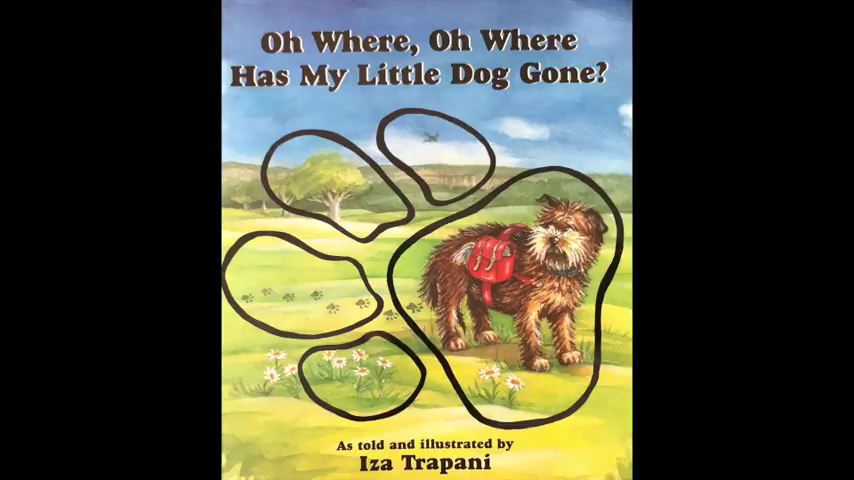 Oh Where, Oh Where
Has My Little Dog Gone?
As told and illustrated by
Iza Trapani